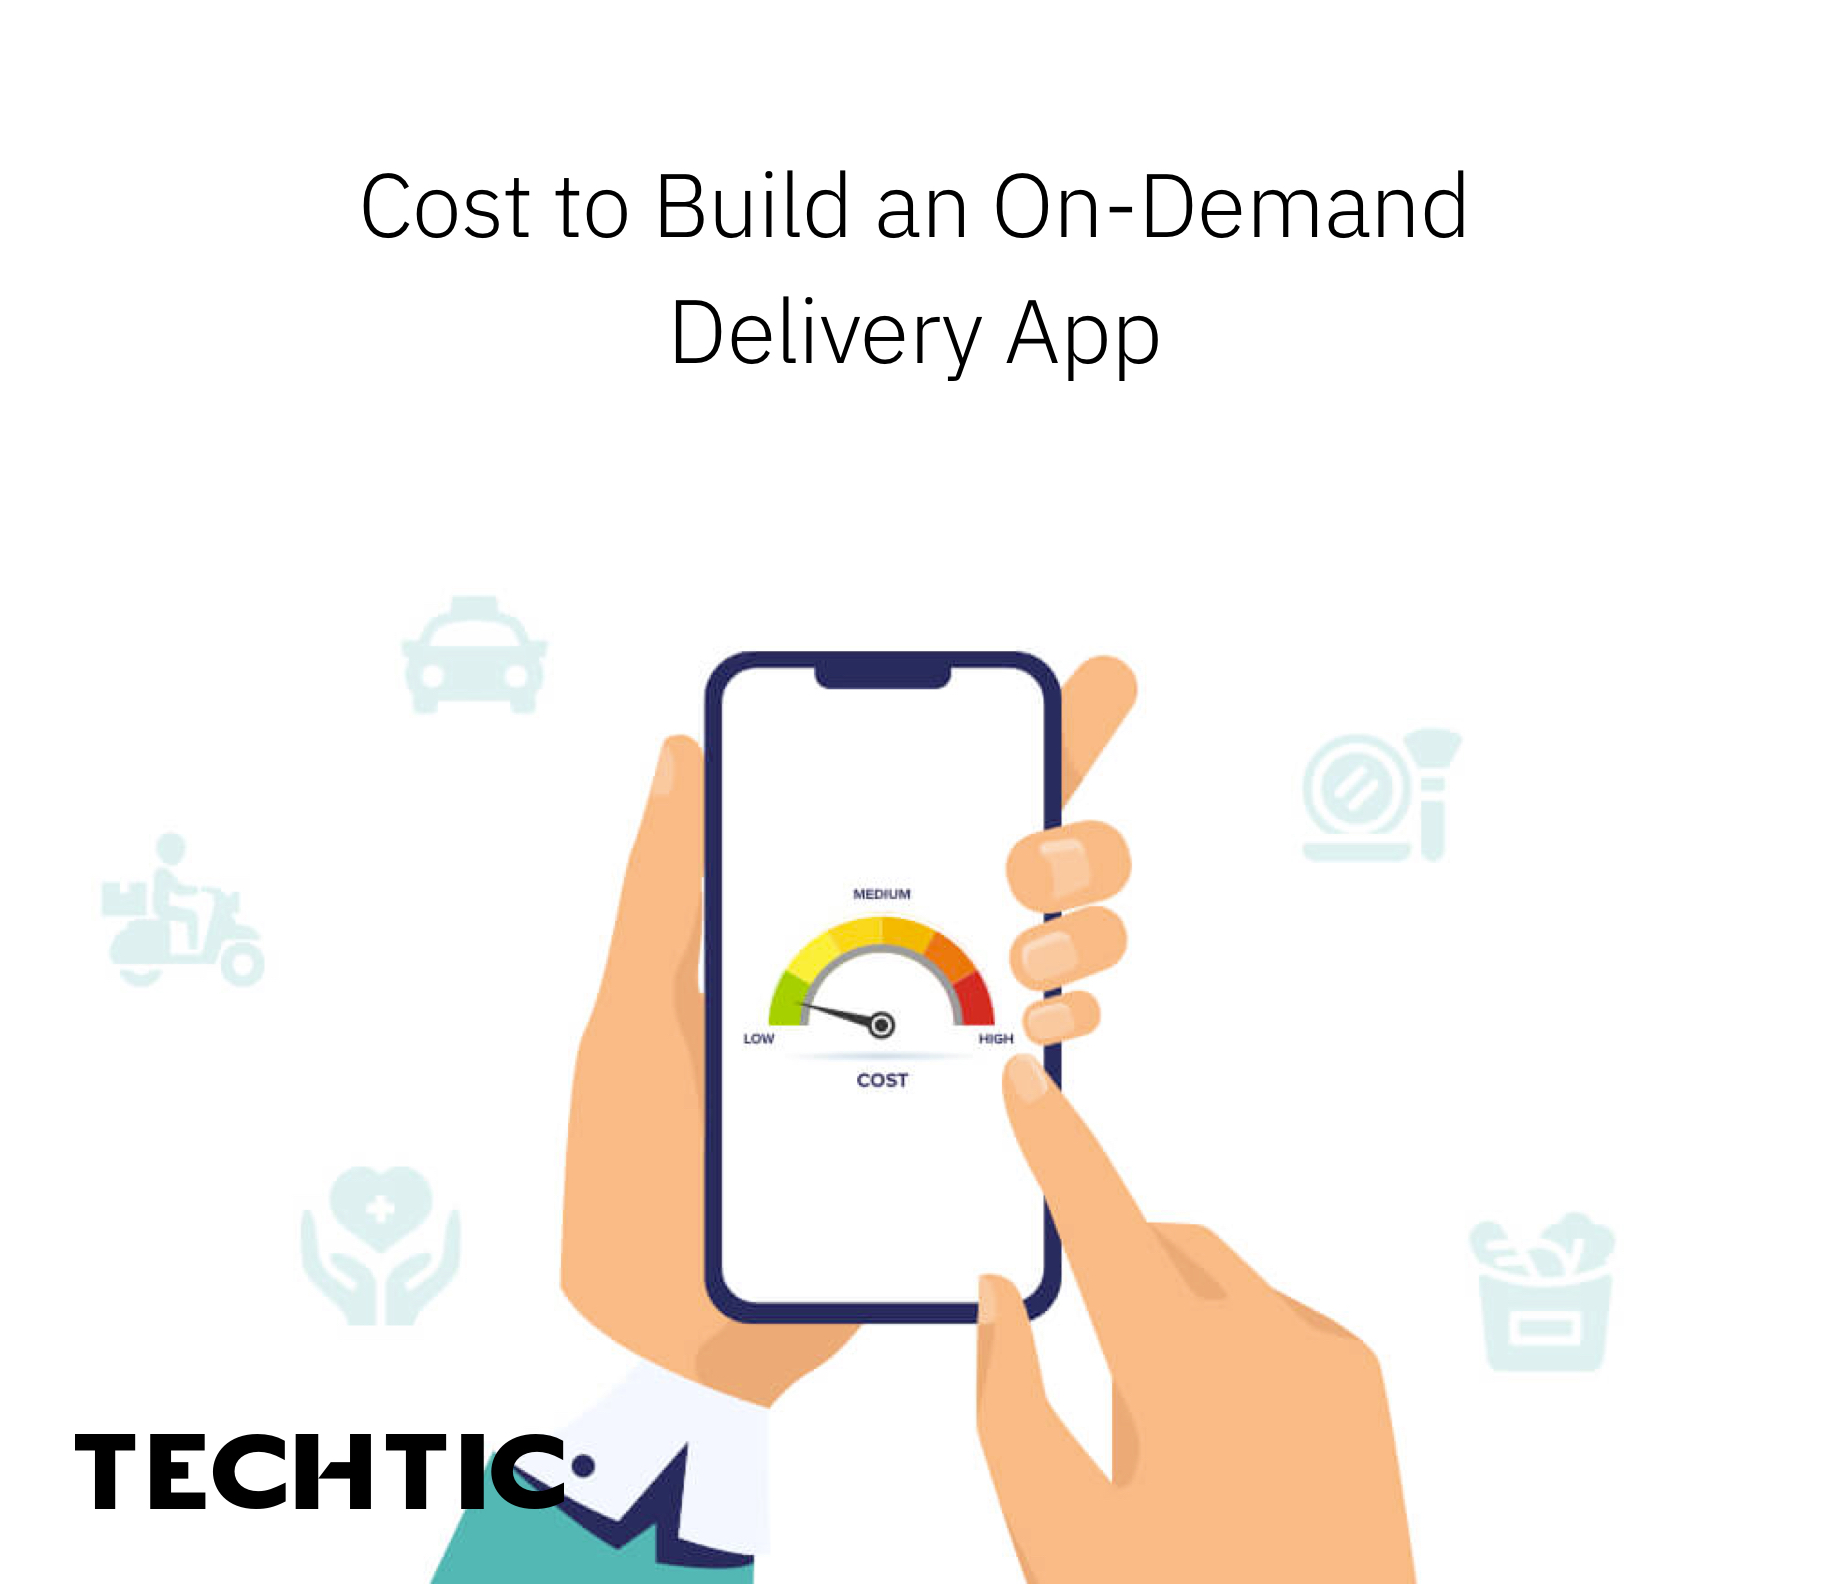 Cost to Build an On-Demand
Delivery App
MEDIUM
LOW
HIGH
COST
TECHTIC